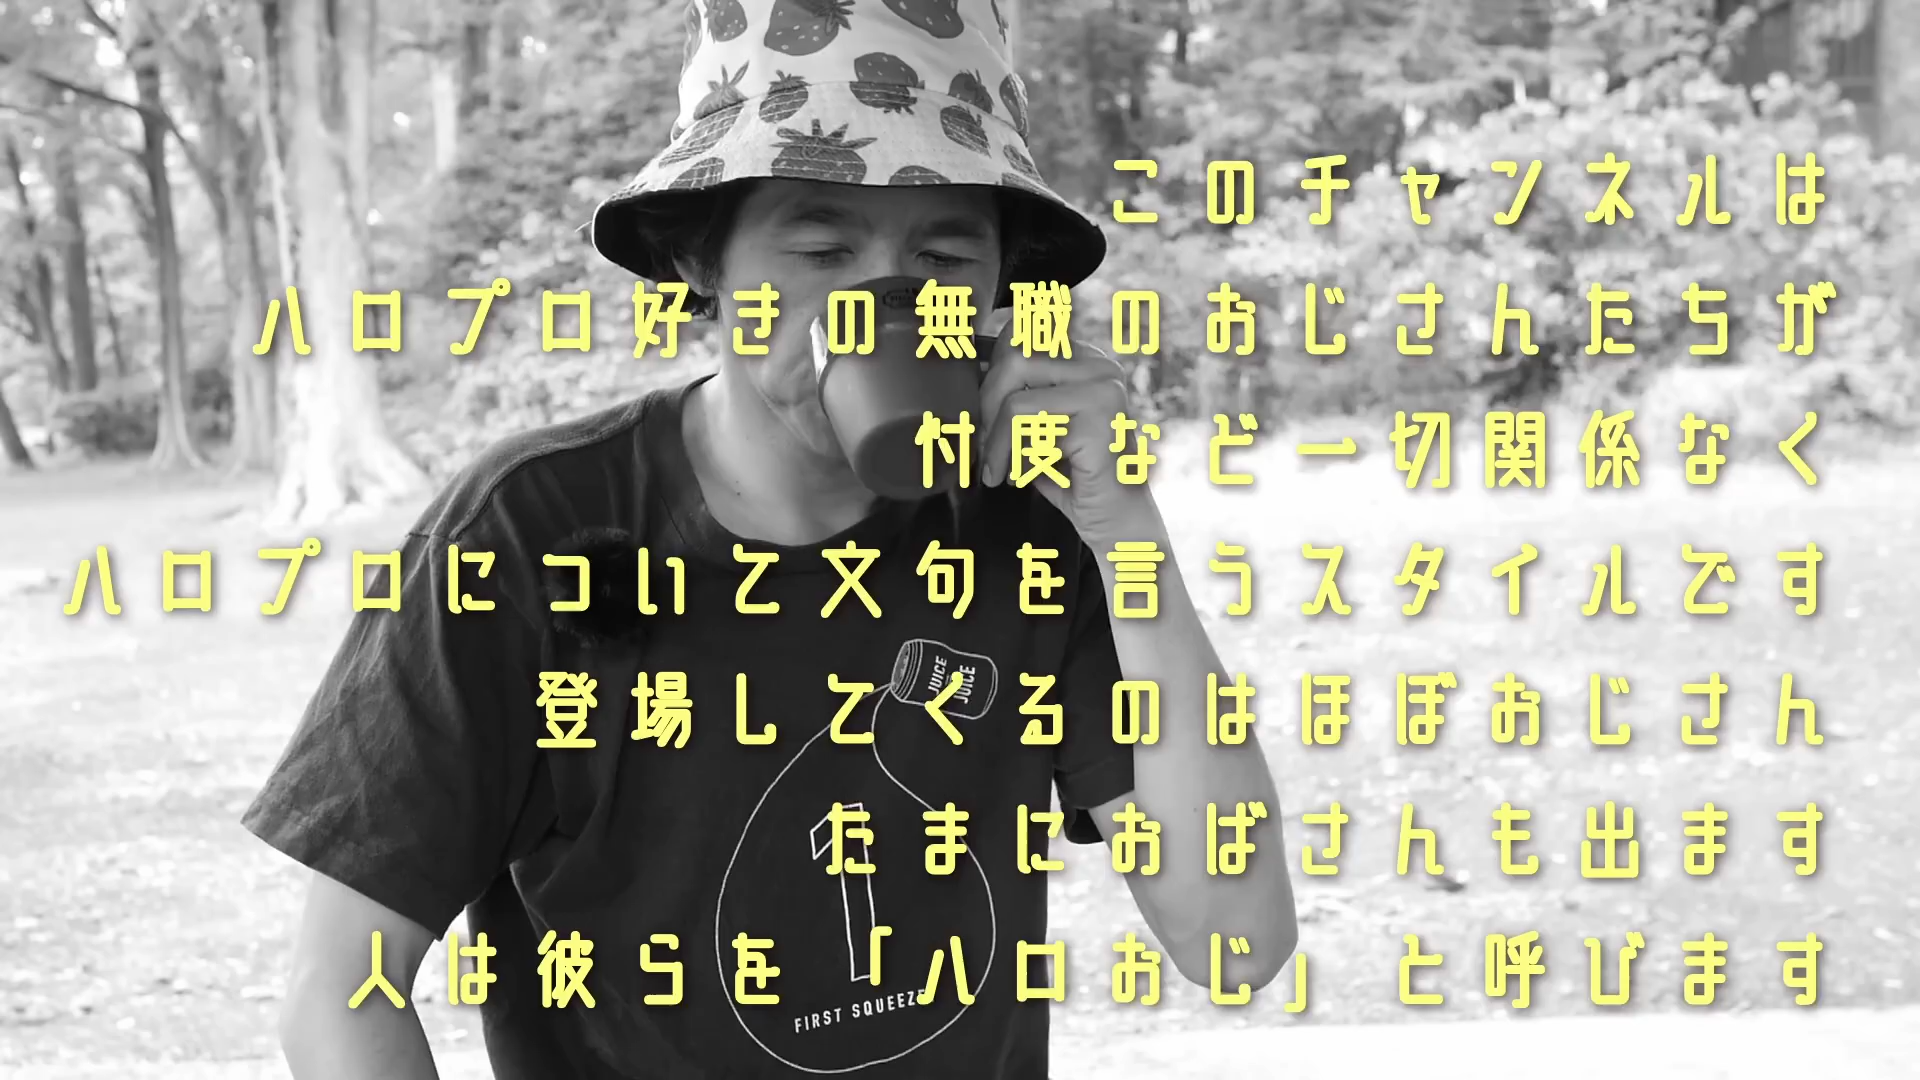 このチャンネルは
ハロプロ好きの無職のおじさんたちが
忖度など一切関係なく
ハロプロについて文句を言うスタイルです
登場してくるのはほぼおじさん
たまにおばさんも出ます
人は彼らを「ハロおじ」と呼びます
JUICE
JUICE
1
FIRST SQUEEZE